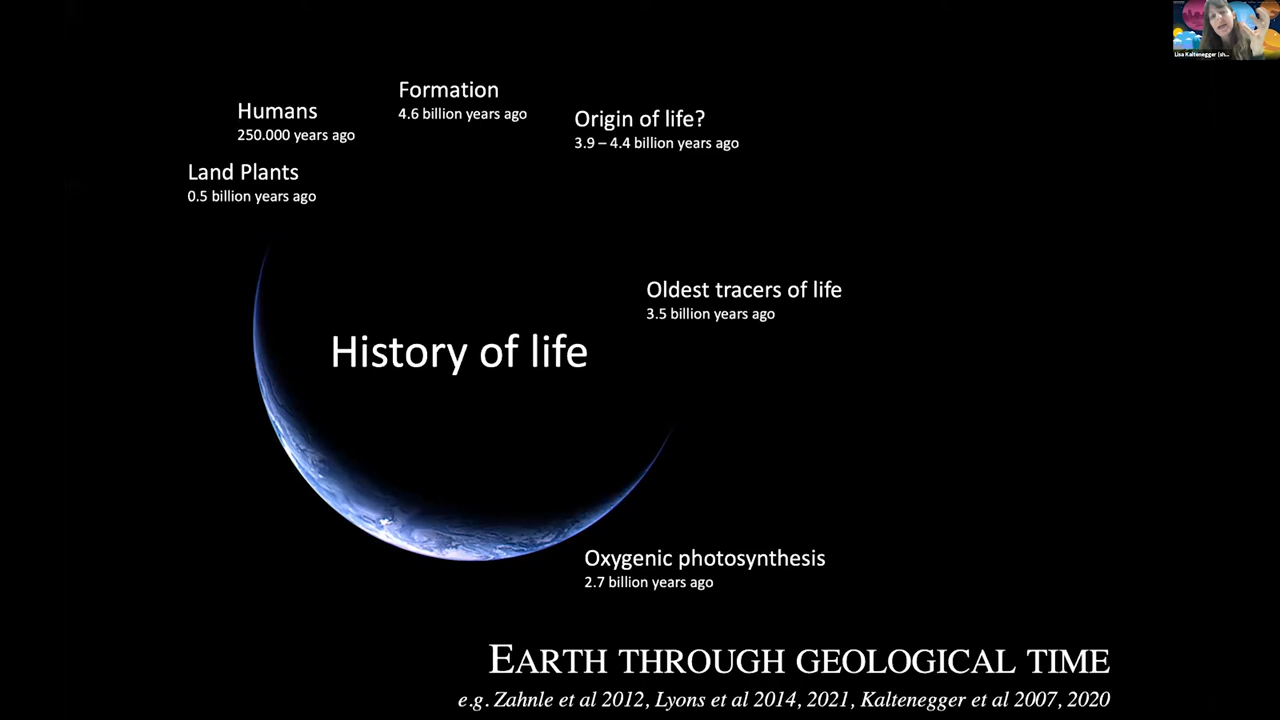 Lisa Kaltenegger (sh...
Formation
4.6 billion years ago
Humans
250.000 years ago
Origin of life?
3.9 – 4.4 billion years ago
Land Plants
0.5 billion years ago
Oldest tracers of life
3.5 billion years ago
History of life
Oxygenic photosynthesis
2.7 billion years ago
EARTH THROUGH GEOLOGICAL TIME
e.g. Zahnle et al 2012, Lyons et al 2014, 2021, Kaltenegger et al 2007, 2020